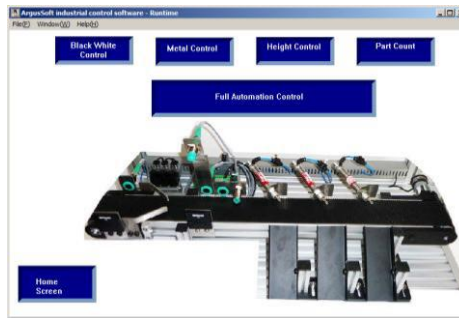 ArgusSoft industrial control software - Runtime
File(F) Window(W) Help(H)
Black White
Control
Metal Control
Height Control
Part Count
Full Automation Control
Home
Screen